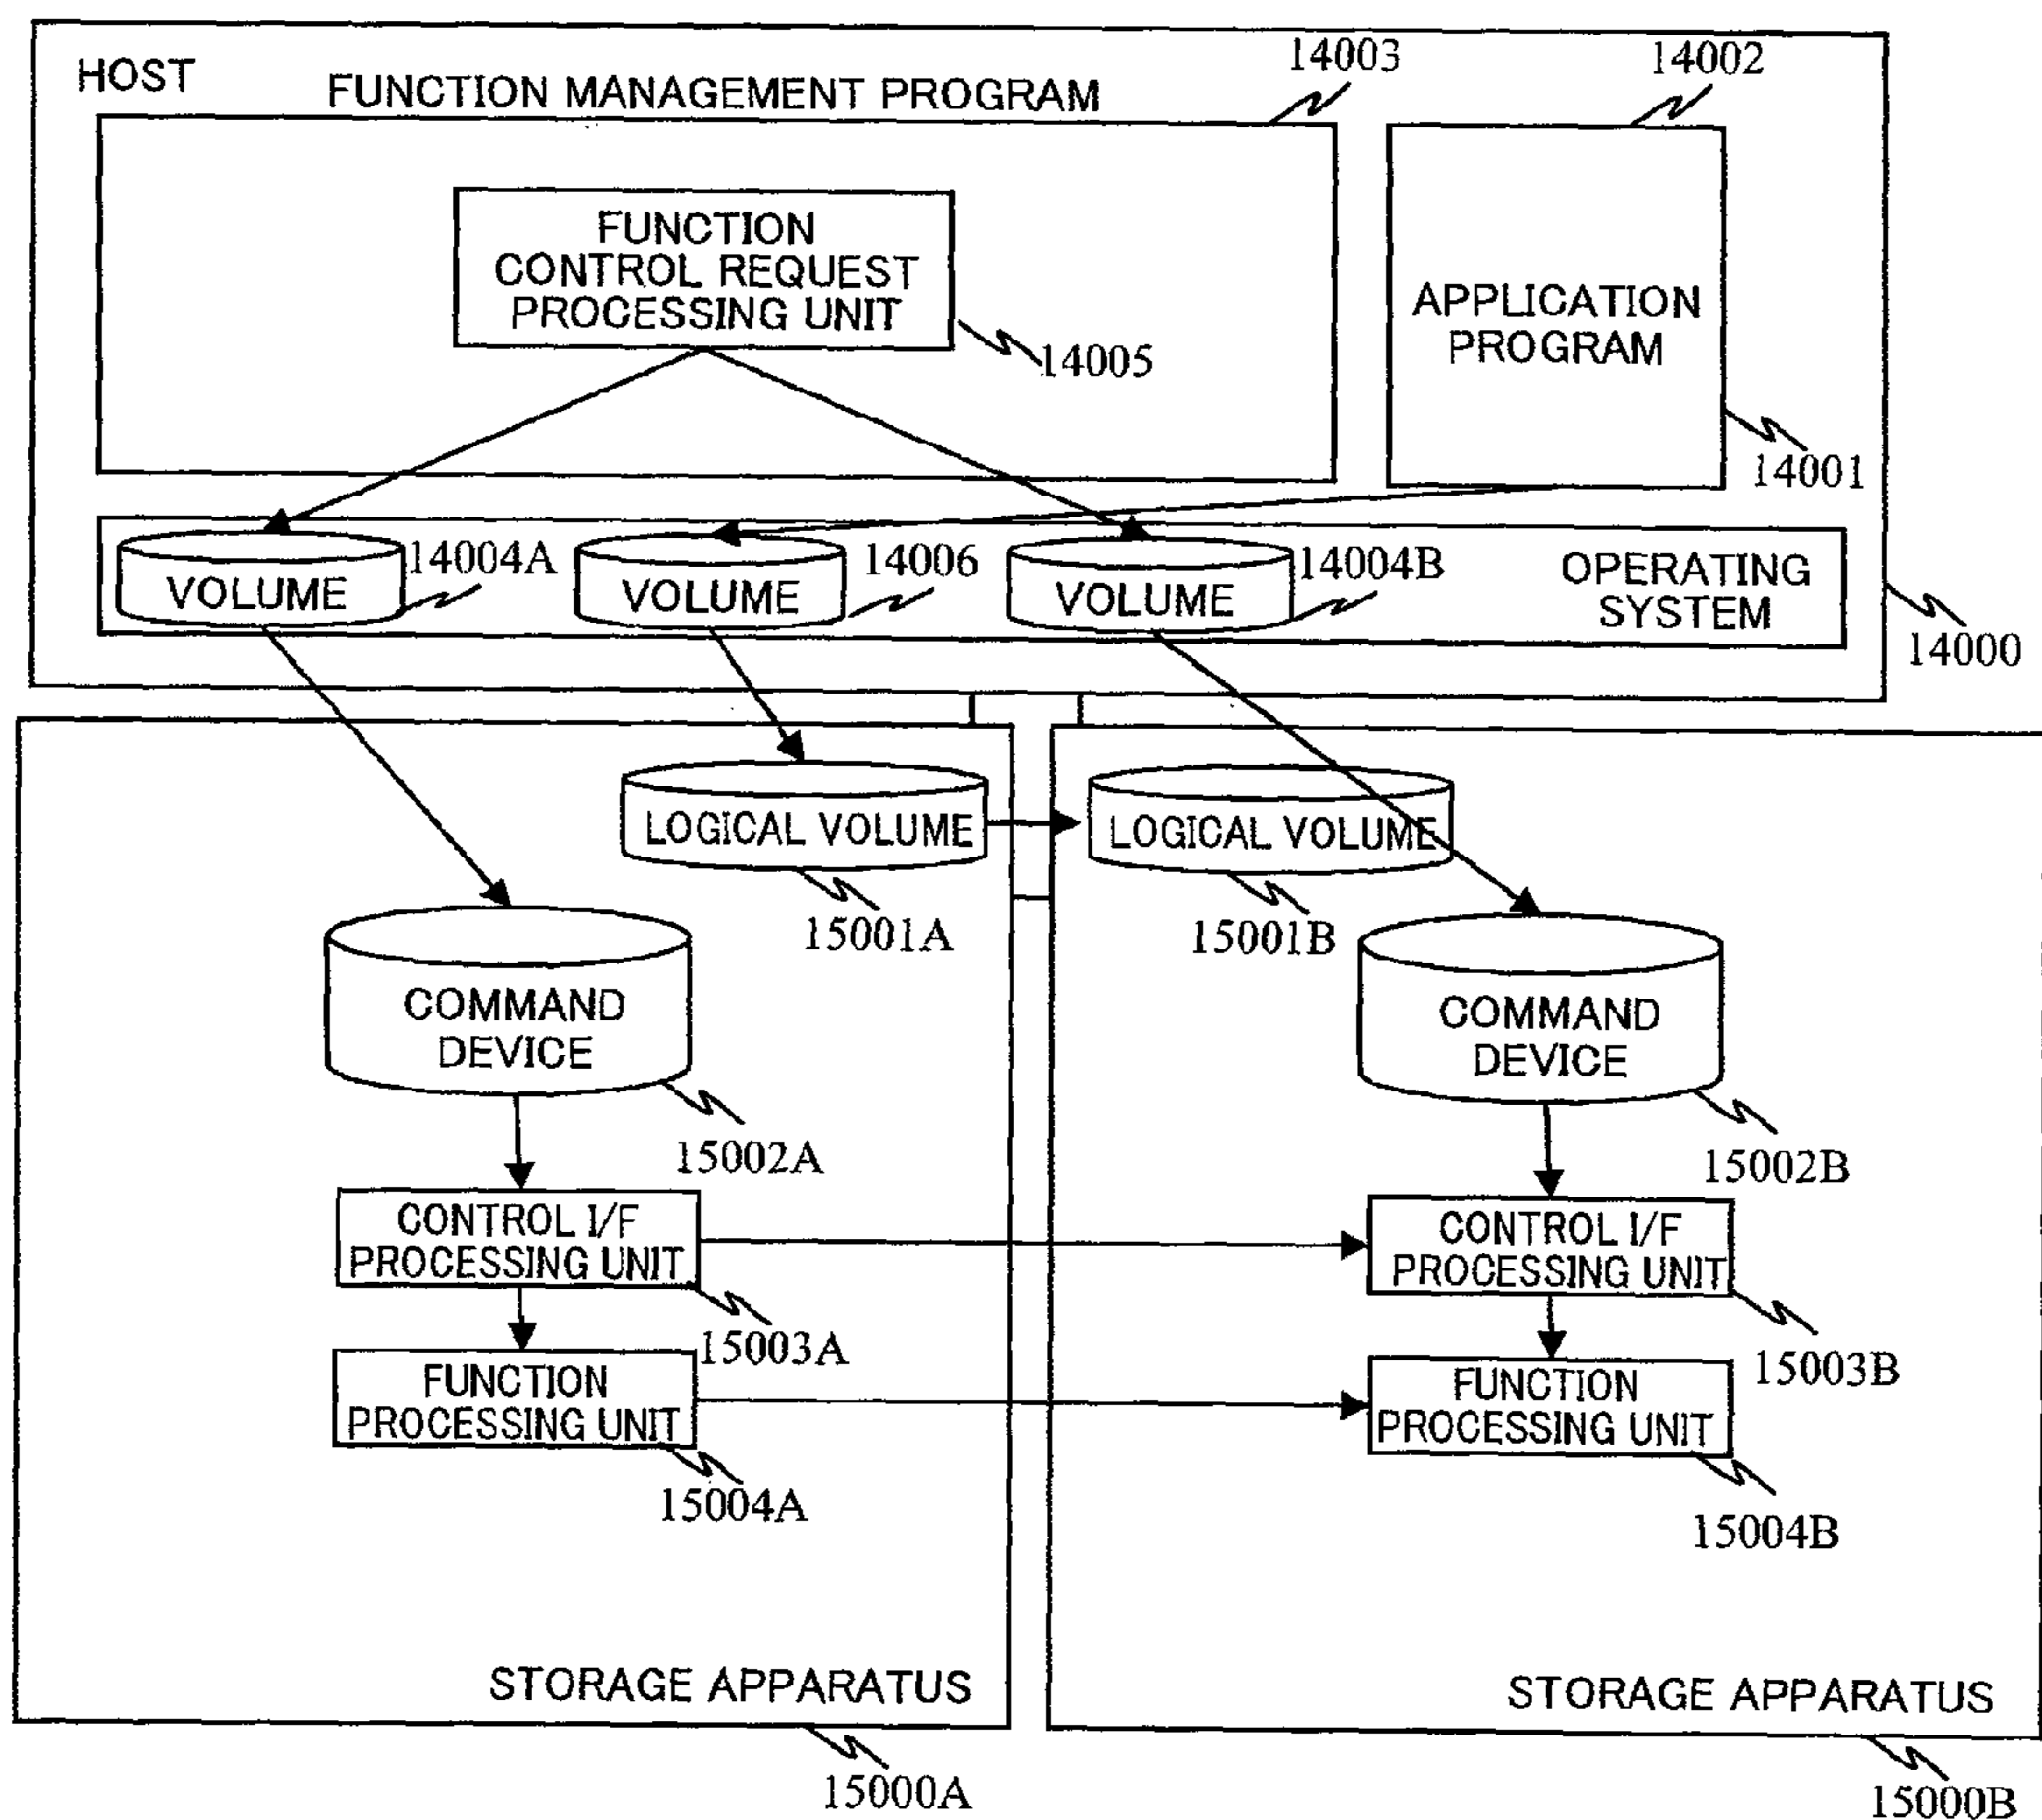 HOST
FUNCTION MANAGEMENT PROGRAM
14003
14002
FUNCTION
CONTROL REQUEST
PROCESSING UNIT
14005
APPLICATION
PROGRAM
14001
VOLUME
14004A
VOLUME
14006
VOLUME
14004B
OPERATING
SYSTEM
14000
LOGICAL VOLUME
15001A
LOGICAL VOLUME
15001B
COMMAND
DEVICE
15002A
COMMAND
DEVICE
15002B
CONTROL I/F
PROCESSING UNIT
15003A
CONTROL I/F
PROCESSING UNIT
15003B
FUNCTION
PROCESSING UNIT
15004A
FUNCTION
PROCESSING UNIT
15004B
STORAGE APPARATUS
15000A
STORAGE APPARATUS
15000B